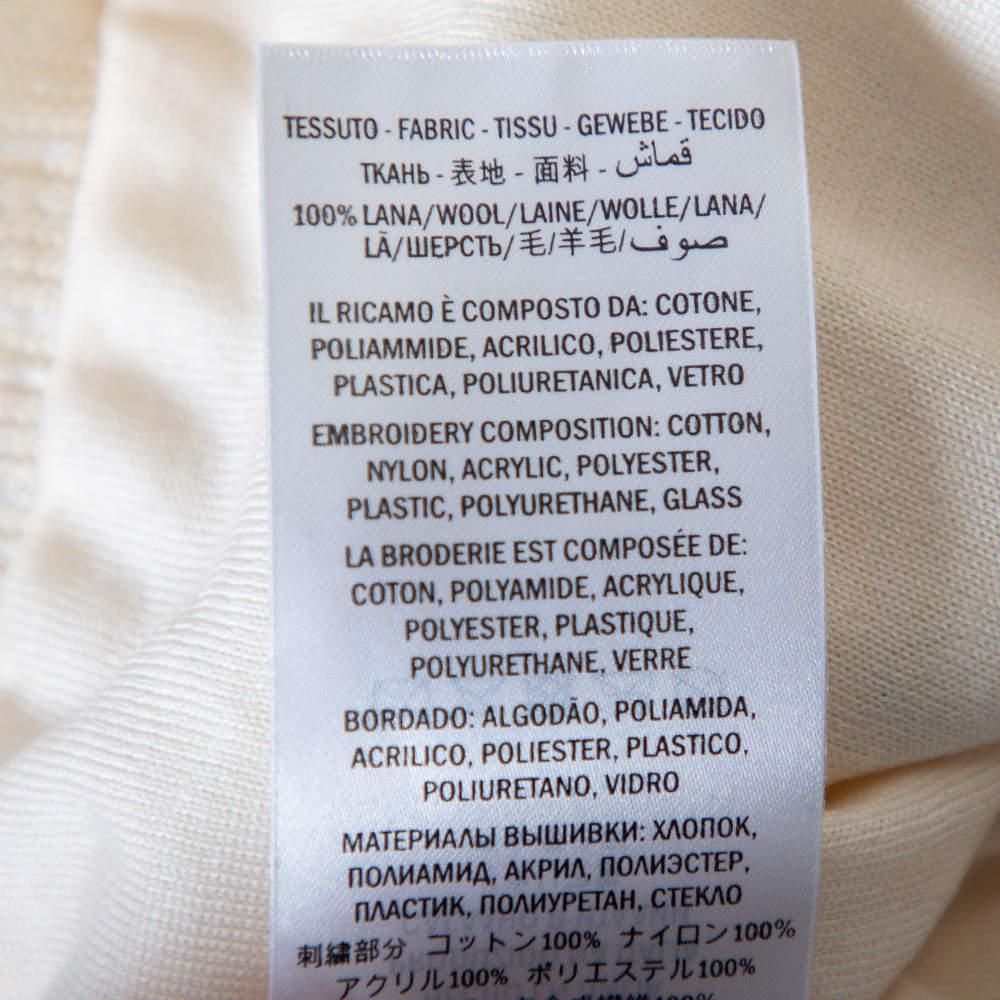 TESSUTO - FABRIC - TISSU - GEWEBE - TECIDO
ТКАНЬ - 表地 - 面料 - قماش
100% LANA/WOOL/LAINE/WOLLE/LANA/
LÃ/ШЕРСТЬ/毛/羊毛/صوف
IL RICAMO È COMPOSTO DA: COTONE,
POLIAMMIDE, ACRILICO, POLIESTERE,
PLASTICA, POLIURETANICA, VETRO
EMBROIDERY COMPOSITION: COTTON,
NYLON, ACRYLIC, POLYESTER,
PLASTIC, POLYURETHANE, GLASS
LA BRODERIE EST COMPOSÉE DE:
COTON, POLYAMIDE, ACRYLIQUE,
POLYESTER, PLASTIQUE,
POLYURETHANE, VERRE
BORDADO: ALGODÃO, POLIAMIDA,
ACRILICO, POLIESTER, PLASTICO,
POLIURETANO, VIDRO
МАТЕРИАЛЫ ВЫШИВКИ: ХЛОПОК,
ПОЛИАМИД, АКРИЛ, ПОЛИЭСТЕР,
ПЛАСТИК, ПОЛИУРЕТАН, СТЕКЛО
刺繍部分 コットン100% ナイロン100%
アクリル100% ポリエステル100%